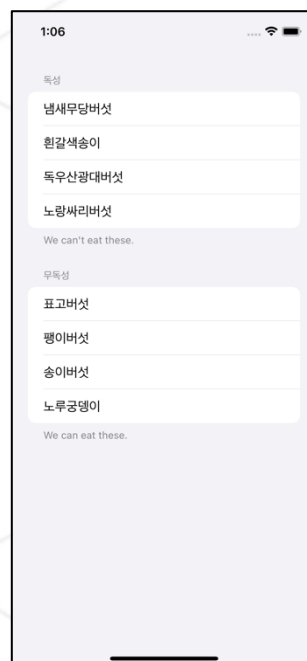 1:06
독성
냄새무당버섯
흰갈색송이
독우산광대버섯
노랑싸리버섯
We can't eat these.
무독성
표고버섯
팽이버섯
송이버섯
노루궁뎅이
We can eat these.